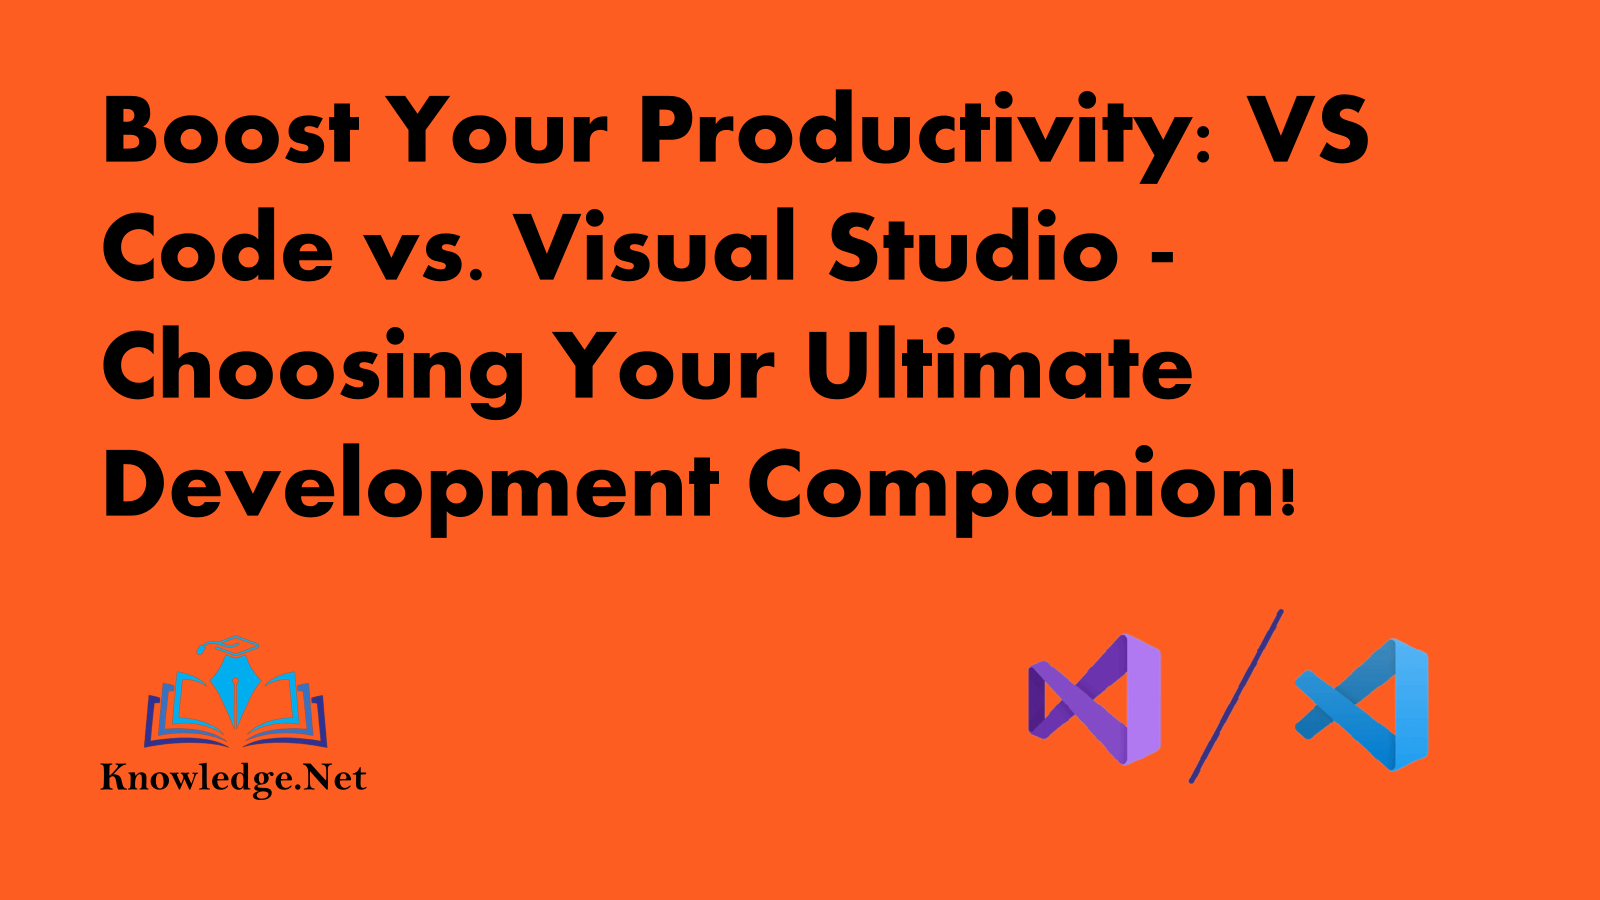 Boost Your Productivity: VS
Code vs. Visual Studio -
Choosing Your Ultimate
Development Companion!
Knowledge.Net